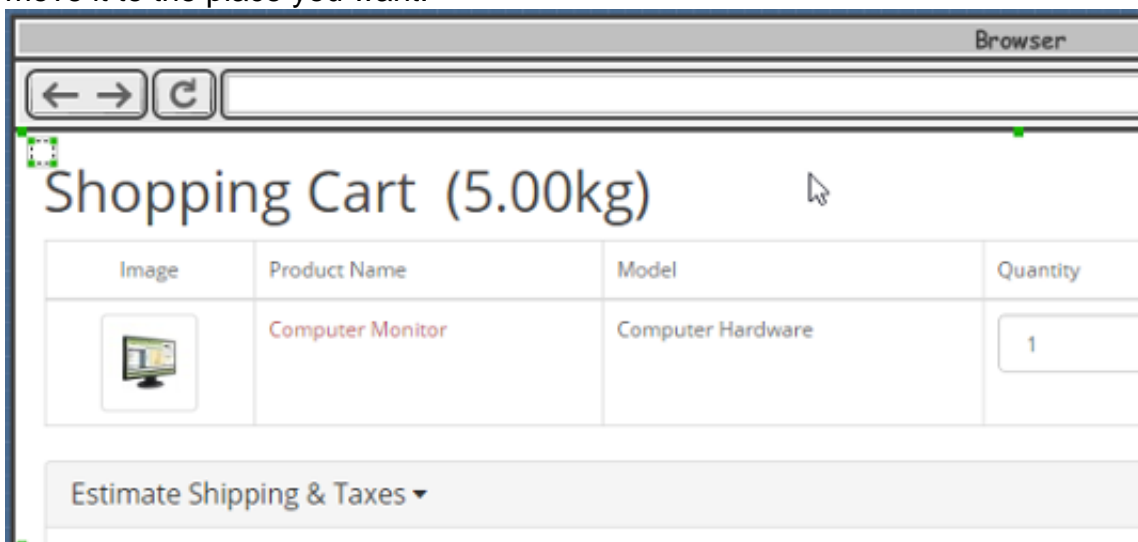 move it to the place you want.
Browser
Shopping Cart (5.00kg)
Image Product Name Model Quantity
Computer Monitor Computer Hardware 1
Estimate Shipping & Taxes